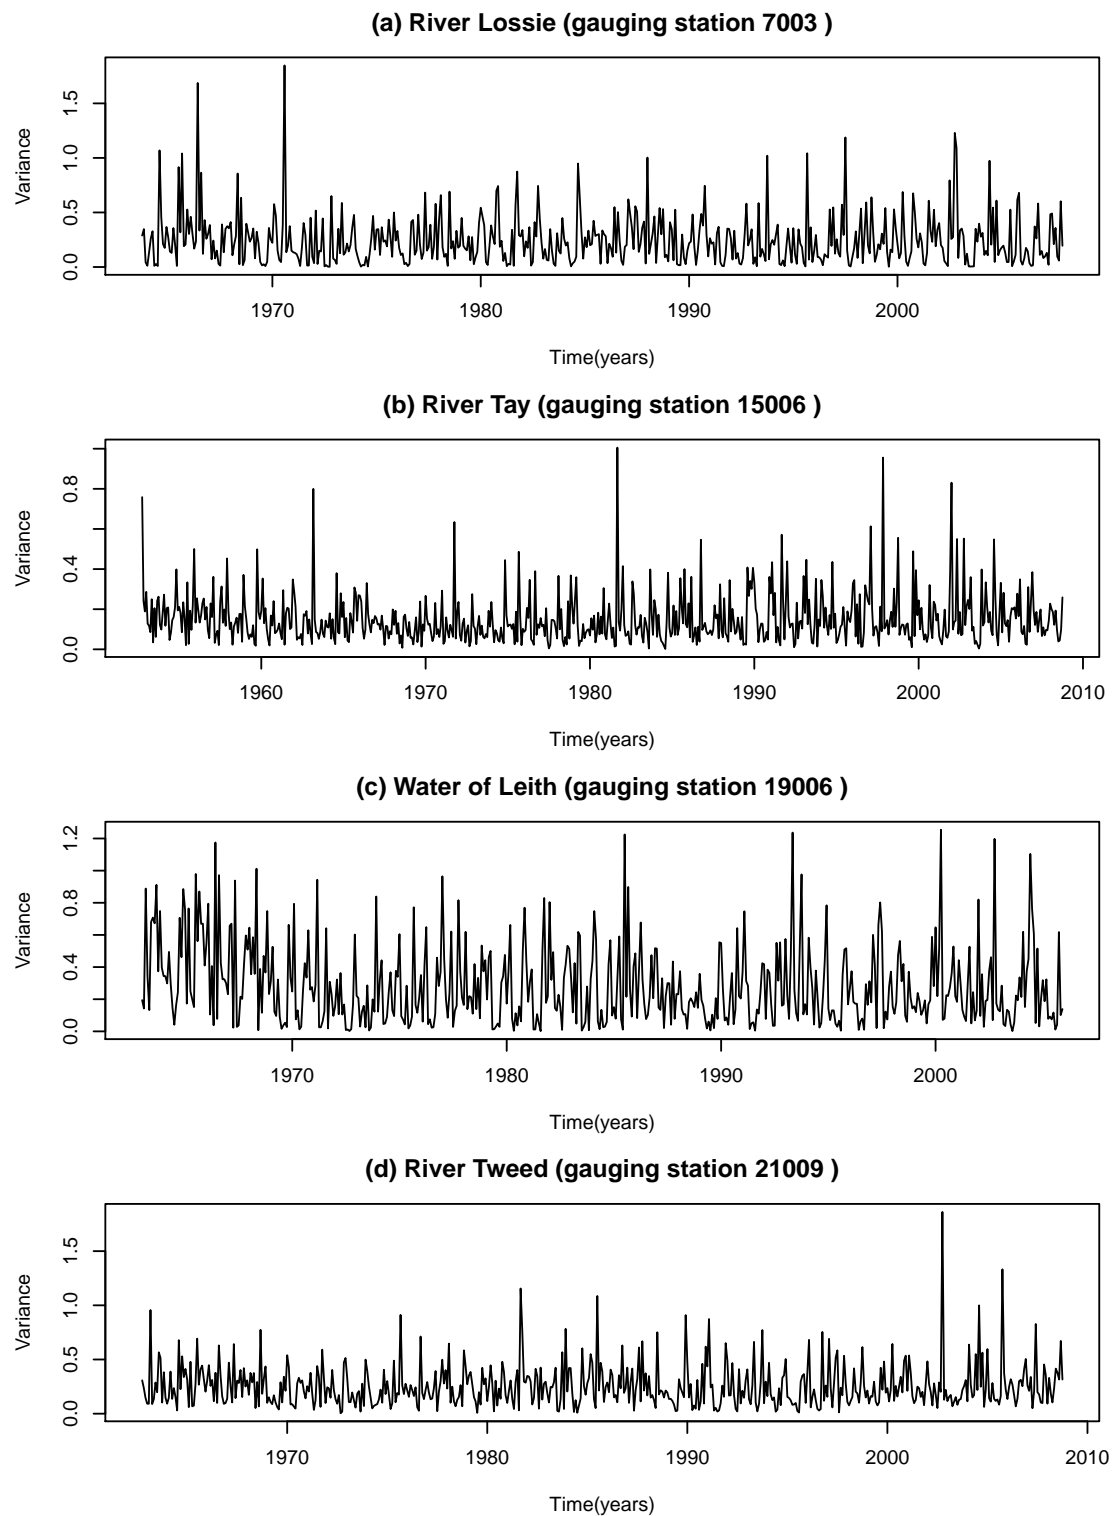 (a) River Lossie (gauging station 7003 )
Variance
0.0 0.5 1.0 1.5
1970 1980 1990 2000
Time(years)
(b) River Tay (gauging station 15006 )
Variance
0.0 0.4 0.8
1960 1970 1980 1990 2000 2010
Time(years)
(c) Water of Leith (gauging station 19006 )
Variance
0.0 0.4 0.8 1.2
1970 1980 1990 2000
Time(years)
(d) River Tweed (gauging station 21009 )
Variance
0.0 0.5 1.0 1.5
1970 1980 1990 2000 2010
Time(years)